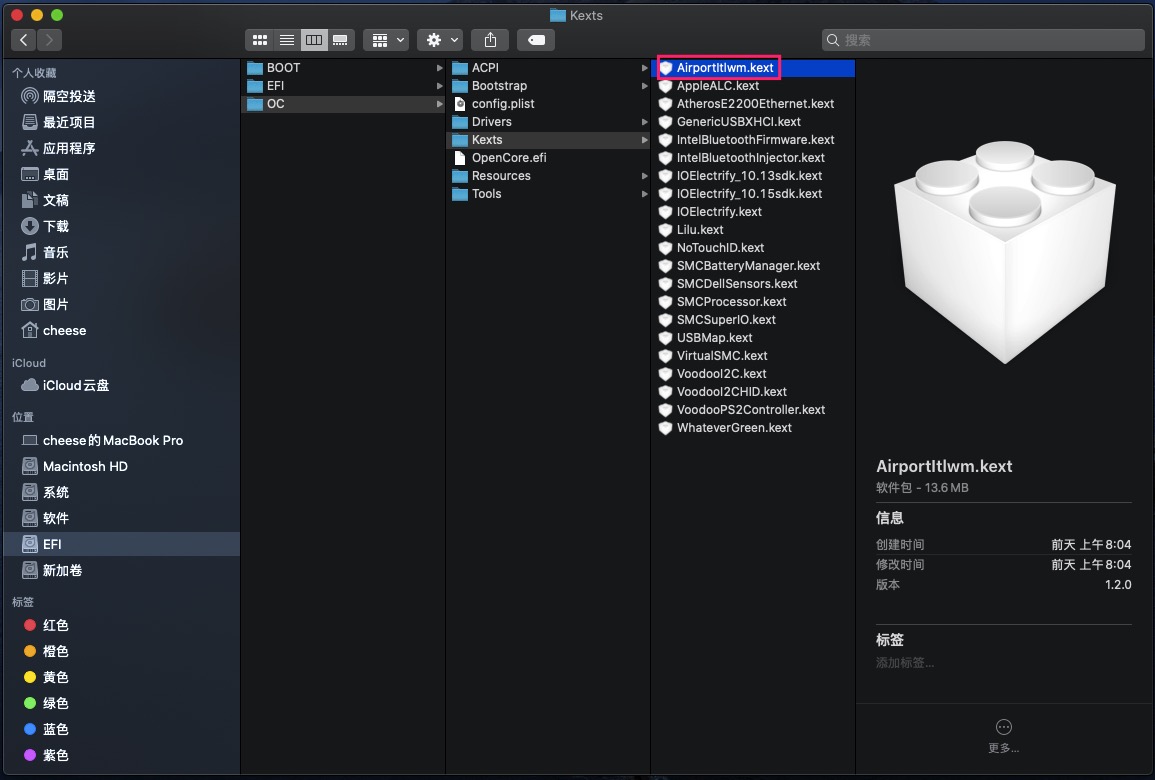 Kexts
搜索
个人收藏
隔空投送
最近项目
应用程序
桌面
文稿
下载
音乐
影片
图片
cheese
iCloud
iCloud云盘
位置
cheese的MacBook Pro
Macintosh HD
系统
软件
EFI
新加卷
标签
红色
橙色
黄色
绿色
蓝色
紫色
BOOT
EFI
OC
ACPI
Bootstrap
config.plist
Drivers
Kexts
OpenCore.efi
Resources
Tools
AirportItlwm.kext
AppleALC.kext
AtherosE2200Ethernet.kext
GenericUSBXHCI.kext
IntelBluetoothFirmware.kext
IntelBluetoothInjector.kext
IOElectrify_10.13sdk.kext
IOElectrify_10.15sdk.kext
IOElectrify.kext
Lilu.kext
NoTouchID.kext
SMCBatteryManager.kext
SMCDellSensors.kext
SMCProcessor.kext
SMCSuperIO.kext
USBMap.kext
VirtualSMC.kext
VoodooI2C.kext
VoodooI2CHID.kext
VoodooPS2Controller.kext
WhateverGreen.kext
AirportItlwm.kext
软件包 - 13.6 MB
信息
创建时间 前天 上午8:04
修改时间 前天 上午8:04
版本 1.2.0
标签
添加标签...
更多...